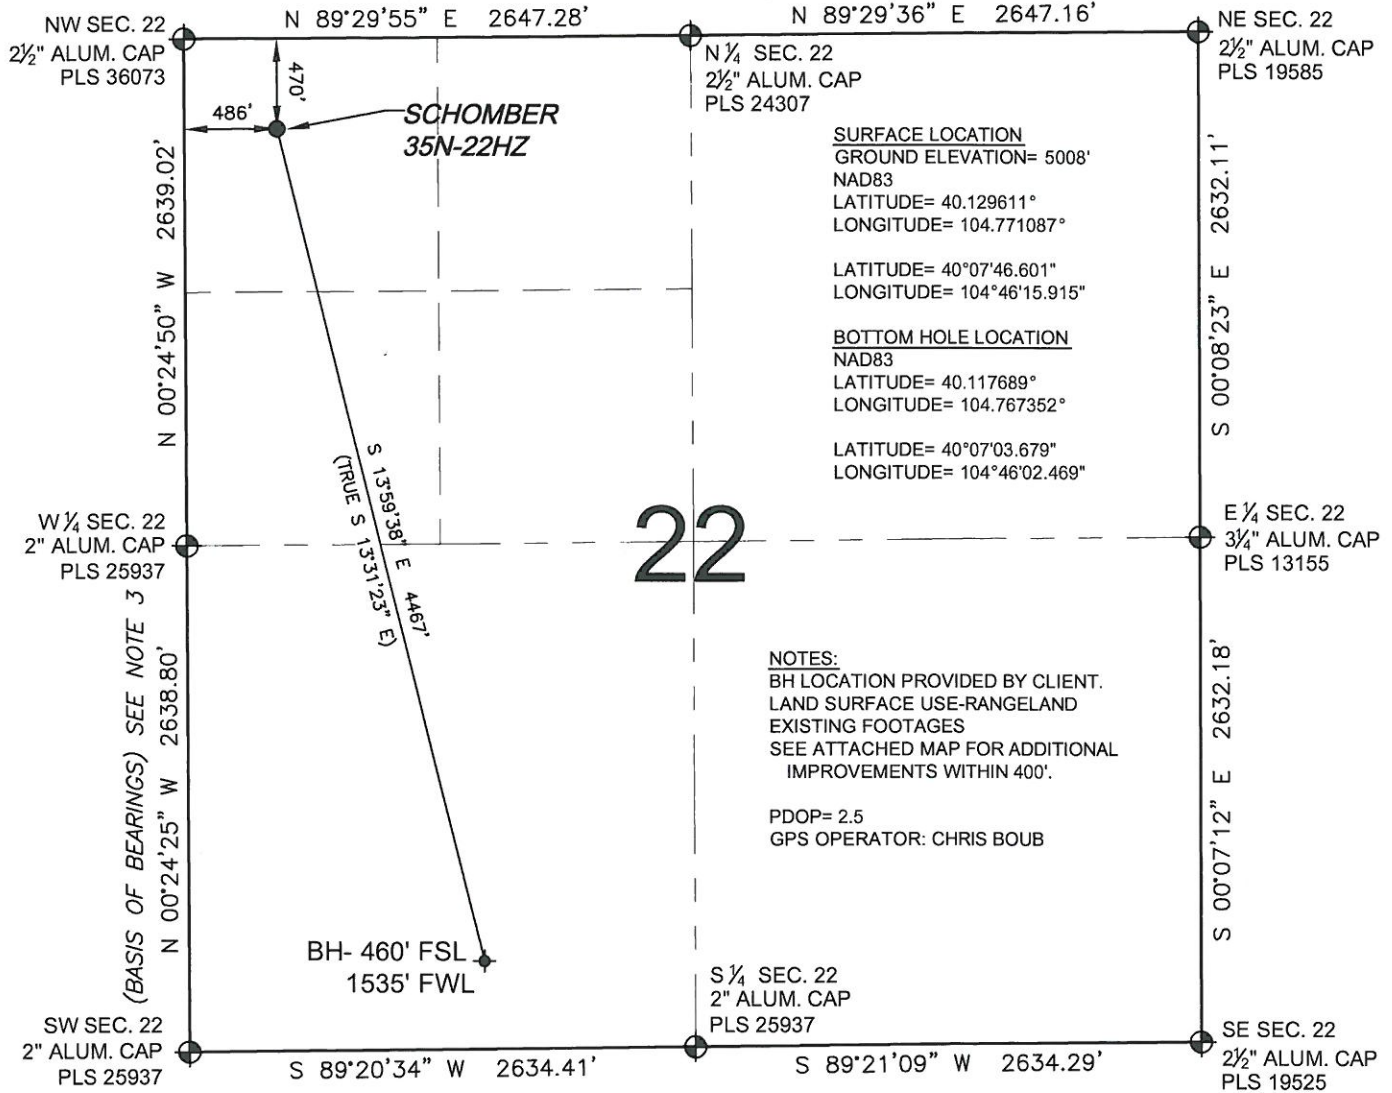 N 89°29'55" E 2647.28'
N 89°29'36" E 2647.16'
NW SEC. 22
2½" ALUM. CAP
PLS 36073
N ¼ SEC. 22
2½" ALUM. CAP
PLS 24307
NE SEC. 22
2½" ALUM. CAP
PLS 19585
470'
486'
SCHOMBER
35N-22HZ
SURFACE LOCATION
GROUND ELEVATION= 5008'
NAD83
LATITUDE= 40.129611°
LONGITUDE= 104.771087°
LATITUDE= 40°07'46.601"
LONGITUDE= 104°46'15.915"
BOTTOM HOLE LOCATION
NAD83
LATITUDE= 40.117689°
LONGITUDE= 104.767352°
LATITUDE= 40°07'03.679"
LONGITUDE= 104°46'02.469"
N 00°24'50" W 2639.02'
S 00°08'23" E 2632.11'
S 13°59'38" E 4467'
(TRUE S 13°31'23" E)
22
W ¼ SEC. 22
2" ALUM. CAP
PLS 25937
E ¼ SEC. 22
3¼" ALUM. CAP
PLS 13155
(BASIS OF BEARINGS) SEE NOTE 3
N 00°24'25" W 2638.80'
S 00°07'12" E 2632.18'
NOTES:
BH LOCATION PROVIDED BY CLIENT.
LAND SURFACE USE-RANGELAND
EXISTING FOOTAGES
SEE ATTACHED MAP FOR ADDITIONAL
IMPROVEMENTS WITHIN 400'.
PDOP= 2.5
GPS OPERATOR: CHRIS BOUB
BH- 460' FSL
1535' FWL
SW SEC. 22
2" ALUM. CAP
PLS 25937
S ¼ SEC. 22
2" ALUM. CAP
PLS 25937
SE SEC. 22
2½" ALUM. CAP
PLS 19525
S 89°20'34" W 2634.41'
S 89°21'09" W 2634.29'